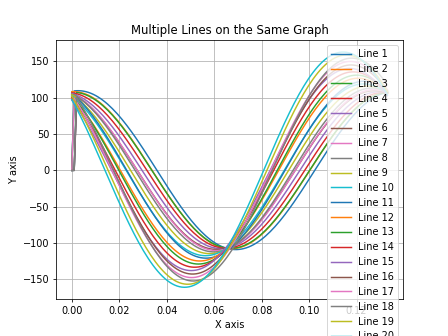 Multiple Lines on the Same Graph
Y axis
150
100
50
0
−50
−100
−150
0.00
0.02
0.04
0.06
0.08
0.10
X axis
Line 1
Line 2
Line 3
Line 4
Line 5
Line 6
Line 7
Line 8
Line 9
Line 10
Line 11
Line 12
Line 13
Line 14
Line 15
Line 16
Line 17
Line 18
Line 19
Line 20